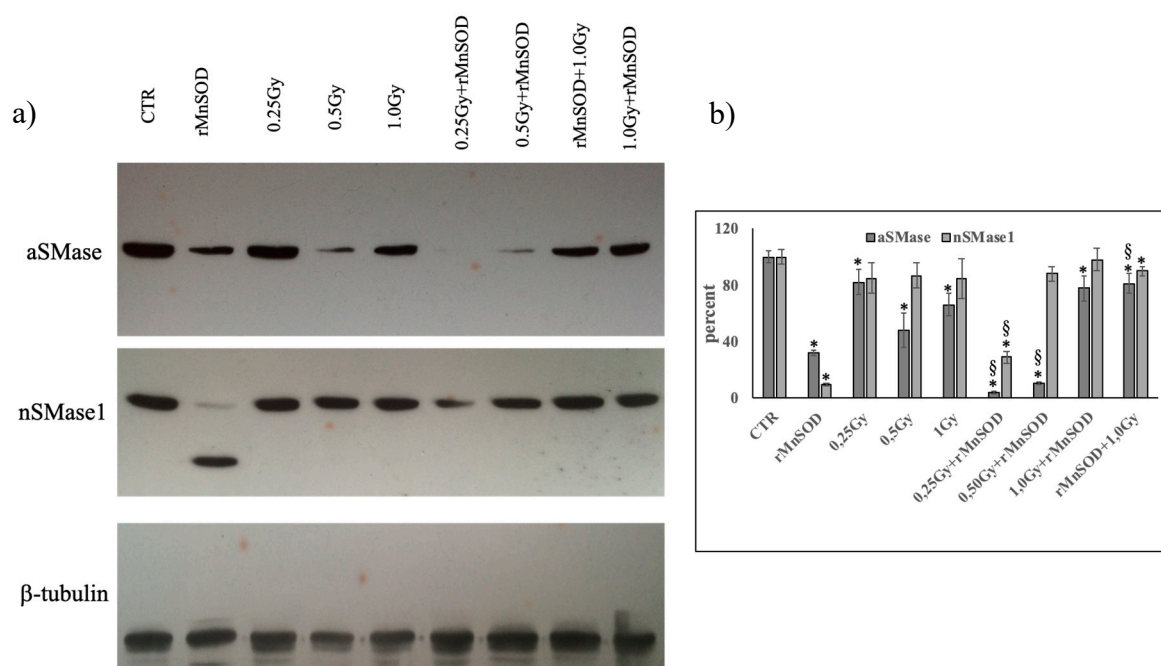 a)
CTR
rMnSOD
0.25Gy
0.5Gy
1.0Gy
0.25Gy+rMnSOD
0.5Gy+rMnSOD
rMnSOD+1.0Gy
1.0Gy+rMnSOD
aSMase
nSMase1
β-tubulin
b)
120
80
40
0
percent
aSMase nSMase1
* * * * * § * § * § * * § * *
CTR
rMnSOD
0,25Gy
0,5Gy
1Gy
0,25Gy+rMnSOD
0,50Gy+rMnSOD
1,0Gy+rMnSOD
rMnSOD+1,0Gy